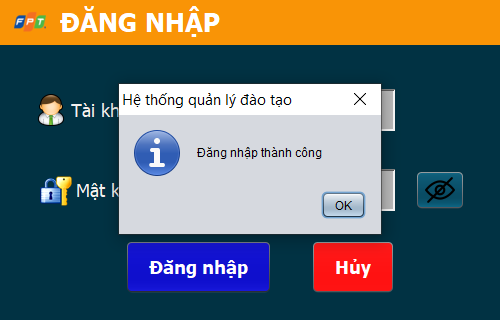 FPT
ĐĂNG NHẬP
Hệ thống quản lý đào tạo
Tài
Đăng nhập thành công
OK
Mật
Đăng nhập
Hủy